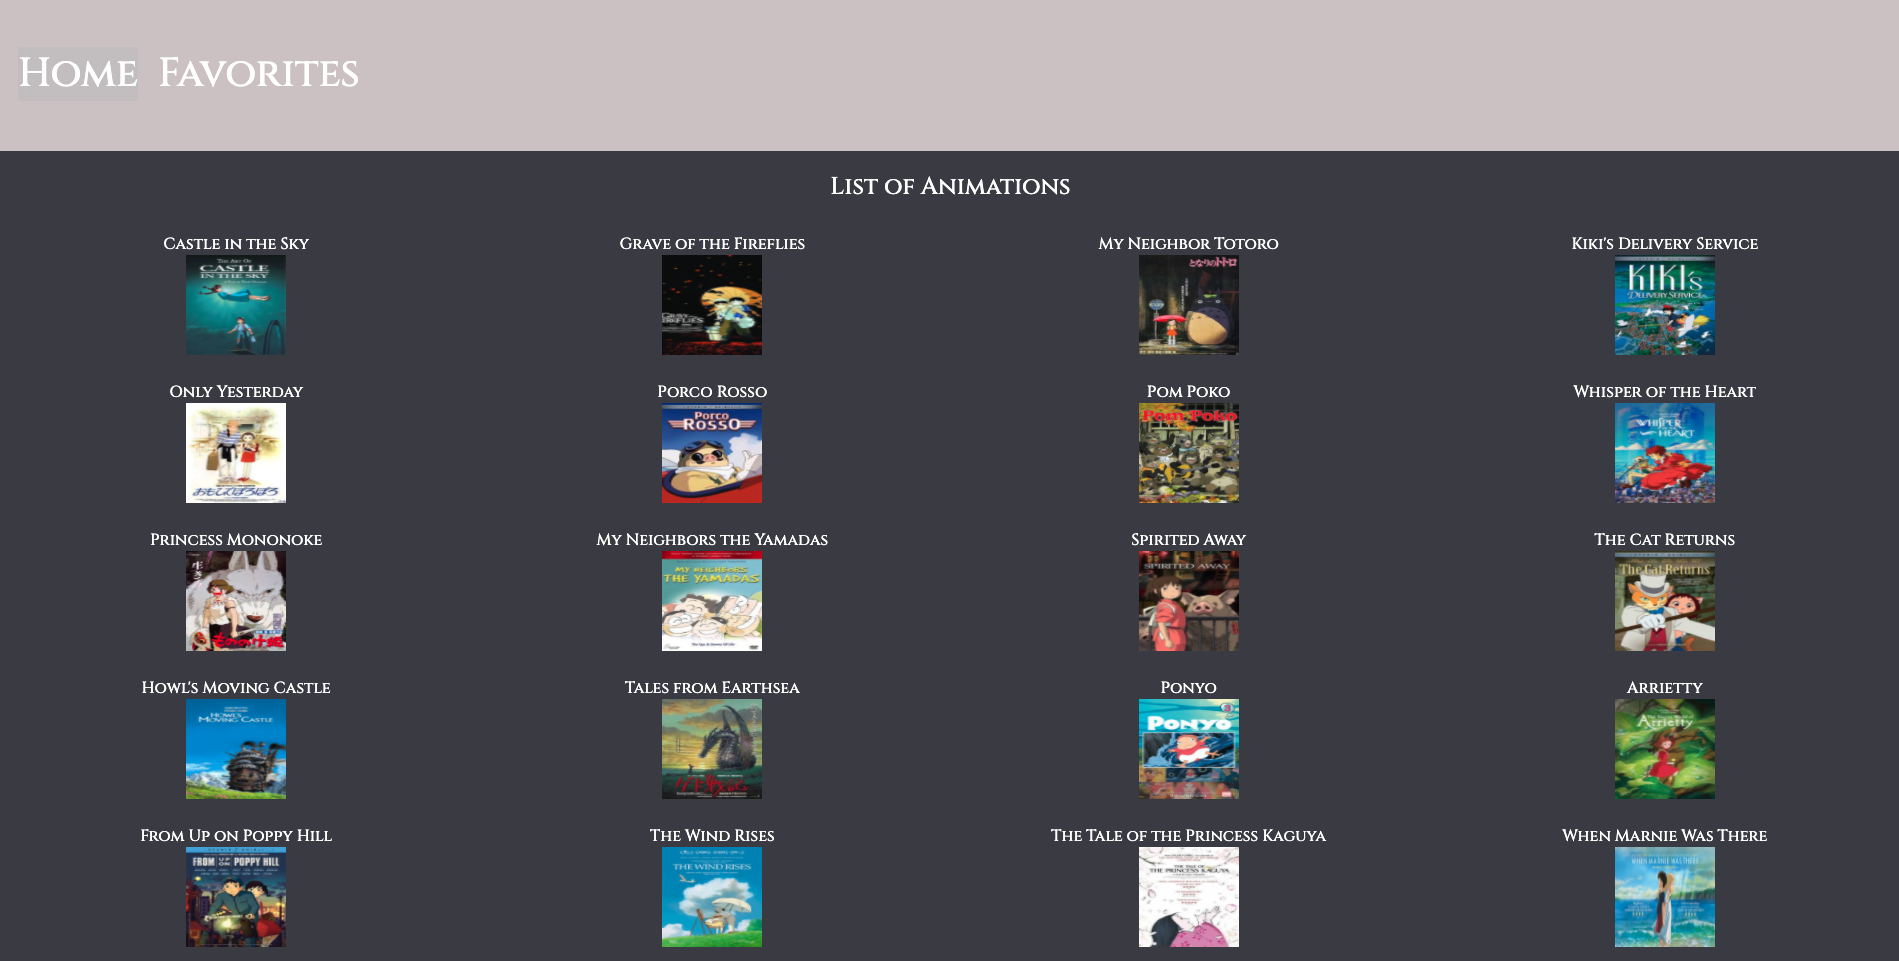 Home Favorites
List of Animations
Castle in the Sky
Grave of the Fireflies
My Neighbor Totoro
Kiki's Delivery Service
The Art Of
CASTLE
IN THE SKY
となりのトトロ
KIKI's
DELIVERY SERVICE
Only Yesterday
Porco Rosso
Pom Poko
Whisper of the Heart
おもひでぽろぽろ
Porco
ROSSO
Pom Poko
WHISPER
HEART
Princess Mononoke
My Neighbors the Yamadas
Spirited Away
The Cat Returns
もののけ姫
MY NEIGHBORS
THE YAMADAS
SPIRITED AWAY
The Cat Returns
Howl's Moving Castle
Tales from Earthsea
Ponyo
Arrietty
HOWL'S
MOVING CASTLE
PONYO
Arrietty
From Up on Poppy Hill
The Wind Rises
The Tale of the Princess Kaguya
When Marnie Was There
FROM UP ON POPPY HILL
THE WIND RISES
THE TALE OF
THE PRINCESS KAGUYA
WHEN MARNIE WAS THERE